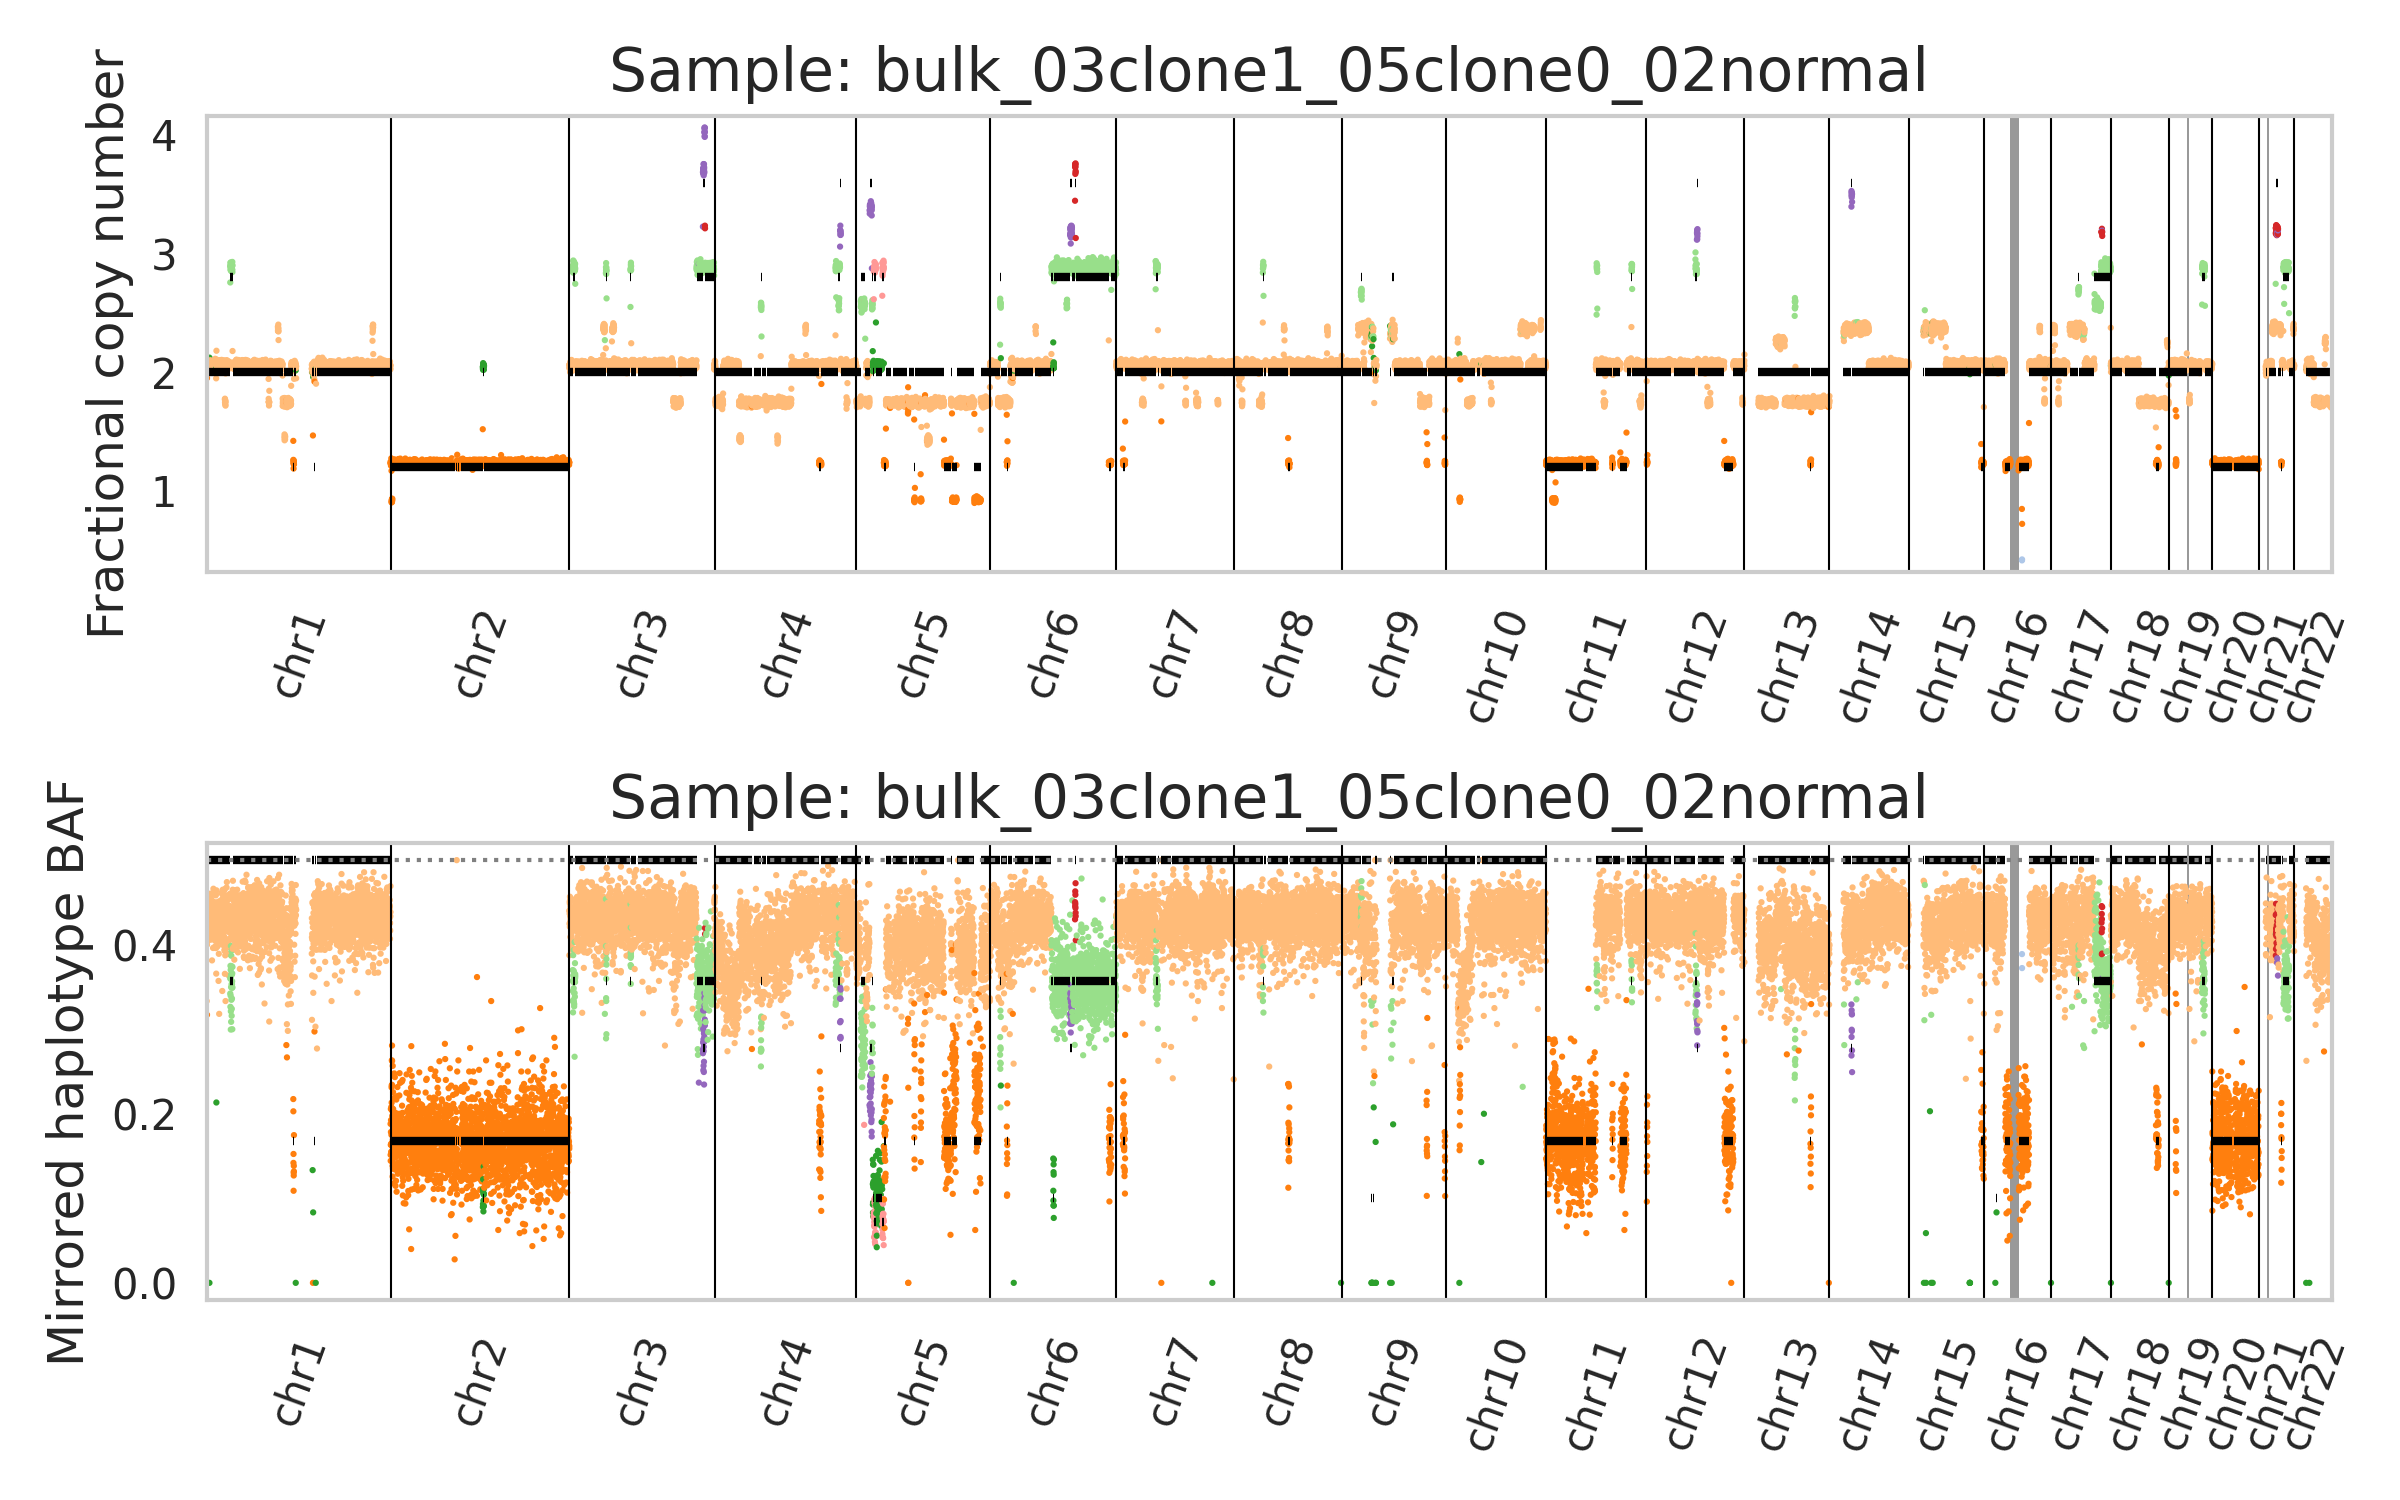 Sample: bulk_03clone1_05clone0_02normal
Fractional copy number
4
3
2
1
chr1
chr2
chr3
chr4
chr5
chr6
chr7
chr8
chr9
chr10
chr11
chr12
chr13
chr14
chr15
chr16
chr17
chr18
chr19
chr20
chr21
chr22
Sample: bulk_03clone1_05clone0_02normal
Mirrored haplotype BAF
0.4
0.2
0.0
chr1
chr2
chr3
chr4
chr5
chr6
chr7
chr8
chr9
chr10
chr11
chr12
chr13
chr14
chr15
chr16
chr17
chr18
chr19
chr20
chr21
chr22